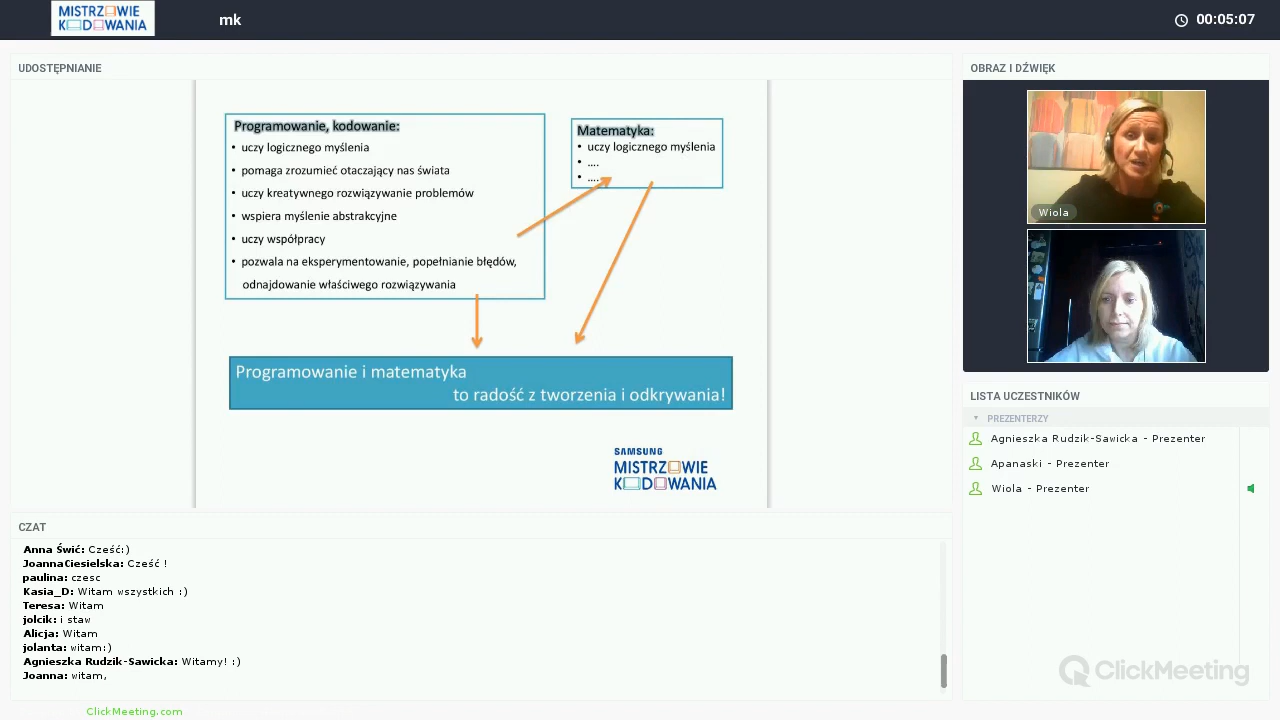 MISTRZOWIE
KODOWANIA
mk
00:05:07
UDOSTĘPNIANIE
Programowanie, kodowanie:
• uczy logicznego myślenia
• pomaga zrozumieć otaczający nas świata
• uczy kreatywnego rozwiązywanie problemów
• wspiera myślenie abstrakcyjne
• uczy współpracy
• pozwala na eksperymentowanie, popełnianie błędów,
odnajdowanie właściwego rozwiązywania
Matematyka:
• uczy logicznego myślenia
• ....
• ....
Programowanie i matematyka
to radość z tworzenia i odkrywania!
SAMSUNG
MISTRZOWIE
KODOWANIA
OBRAZ I DŹWIĘK
Wiola
LISTA UCZESTNIKÓW
PREZENTERZY
Agnieszka Rudzik-Sawicka - Prezenter
Apanaski - Prezenter
Wiola - Prezenter
CZAT
Anna Świć: Cześć:)
JoannaCiesielska: Cześć !
paulina: czesc
Kasia_D: Witam wszystkich :)
Teresa: Witam
jolcik: i staw
Alicja: Witam
jolanta: witam:)
Agnieszka Rudzik-Sawicka: Witamy! :)
Joanna: witam,
ClickMeeting
ClickMeeting.com